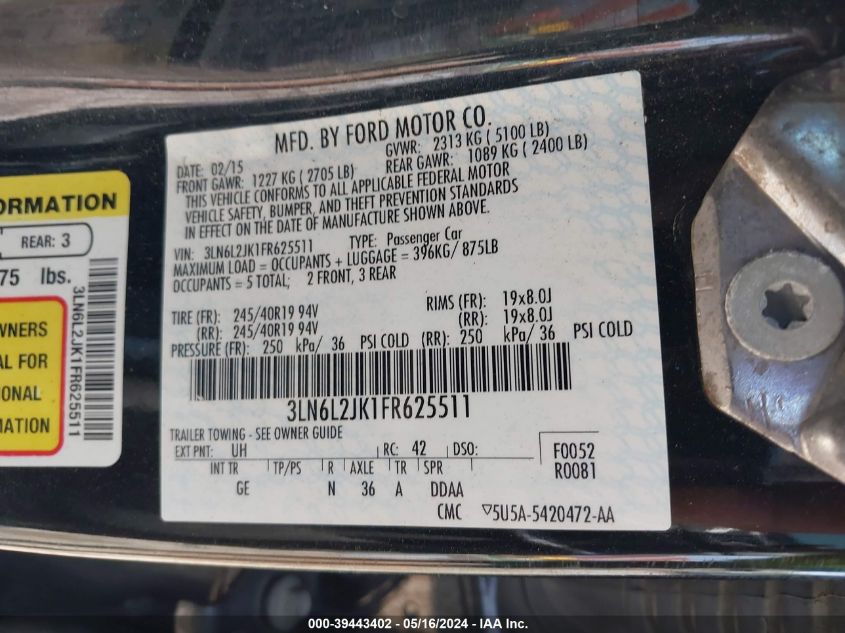 MFD. BY FORD MOTOR CO.
DATE: 02/15 GVWR: 2313 KG ( 5100 LB)
FRONT GAWR: 1227 KG ( 2705 LB) REAR GAWR: 1089 KG ( 2400 LB)
THIS VEHICLE CONFORMS TO ALL APPLICABLE FEDERAL MOTOR
VEHICLE SAFETY, BUMPER, AND THEFT PREVENTION STANDARDS
IN EFFECT ON THE DATE OF MANUFACTURE SHOWN ABOVE.
VIN: 3LN6L2JK1FR625511 TYPE: Passenger Car
MAXIMUM LOAD = OCCUPANTS + LUGGAGE = 396KG/ 875LB
OCCUPANTS = 5 TOTAL; 2 FRONT, 3 REAR
TIRE (FR): 245/40R19 94V RIMS (FR): 19x8.0J
(RR): 245/40R19 94V (RR): 19x8.0J
PRESSURE (FR): 250 kPa/ 36 PSI COLD (RR): 250 kPa/ 36 PSI COLD
3LN6L2JK1FR625511
TRAILER TOWING - SEE OWNER GUIDE
EXT PNT: UH RC: 42 DSO: F0052
INT TR TP/PS R AXLE TR SPR R0081
GE N 36 A DDAA
CMC ▽5U5A-5420472-AA
ORMATION
REAR: 3
75 lbs.
3LN6L2JK1FR625511
WNERS
AL FOR
IONAL
N
000-39443402 - 05/16/2024 - IAAI.com